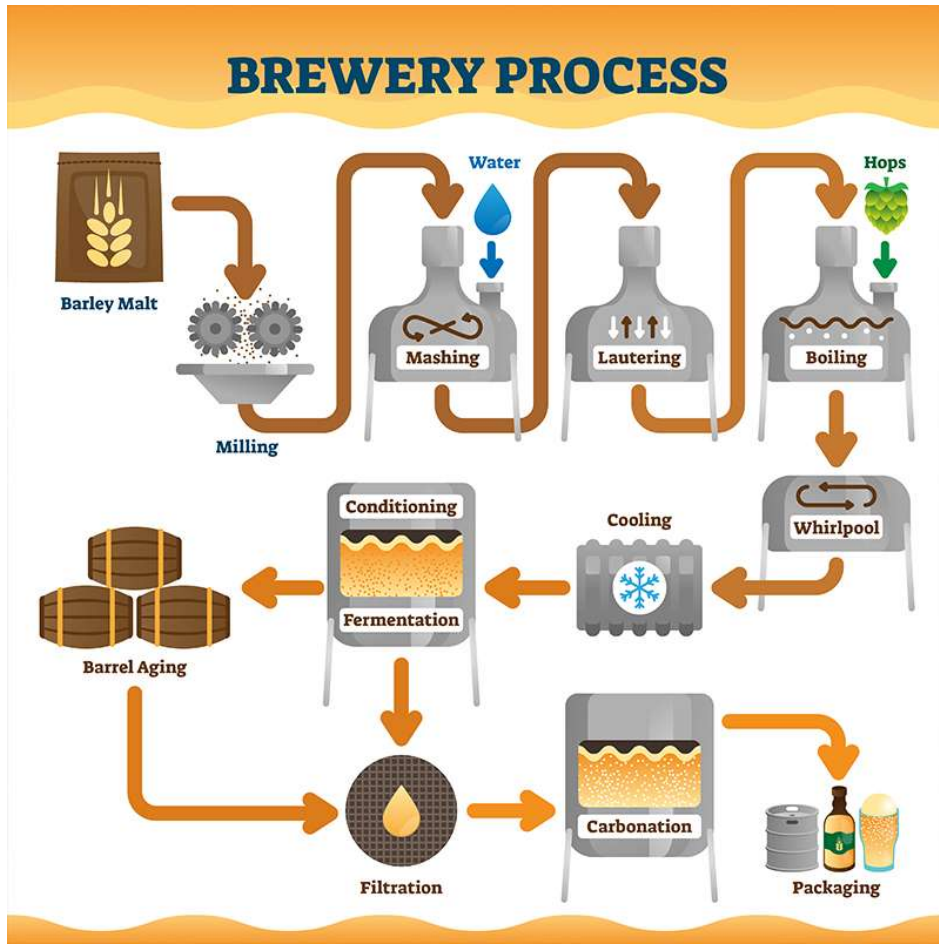 BREWERY PROCESS
Water
Hops
Barley Malt
Mashing
Lautering
Boiling
Milling
Conditioning
Cooling
Whirlpool
Fermentation
Barrel Aging
Carbonation
Filtration
Packaging